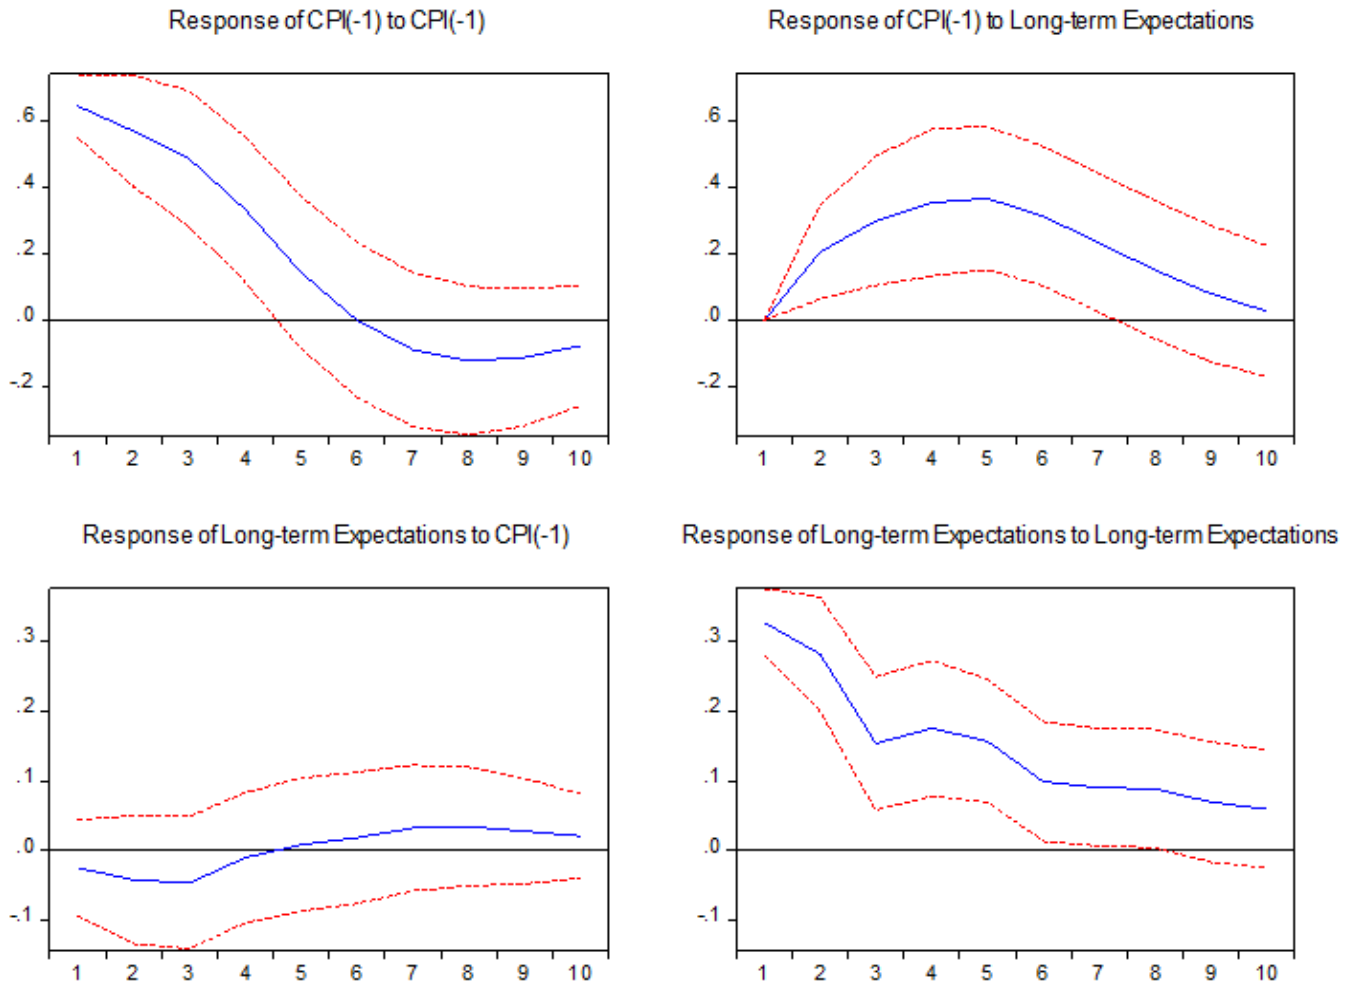 Response of CPI(-1) to CPI(-1)
Response of CPI(-1) to Long-term Expectations
.6
.4
.2
.0
-.2
1 2 3 4 5 6 7 8 9 10
.6
.4
.2
.0
-.2
1 2 3 4 5 6 7 8 9 10
Response of Long-term Expectations to CPI(-1)
Response of Long-term Expectations to Long-term Expectations
.3
.2
.1
.0
-.1
1 2 3 4 5 6 7 8 9 10
.3
.2
.1
.0
-.1
1 2 3 4 5 6 7 8 9 10